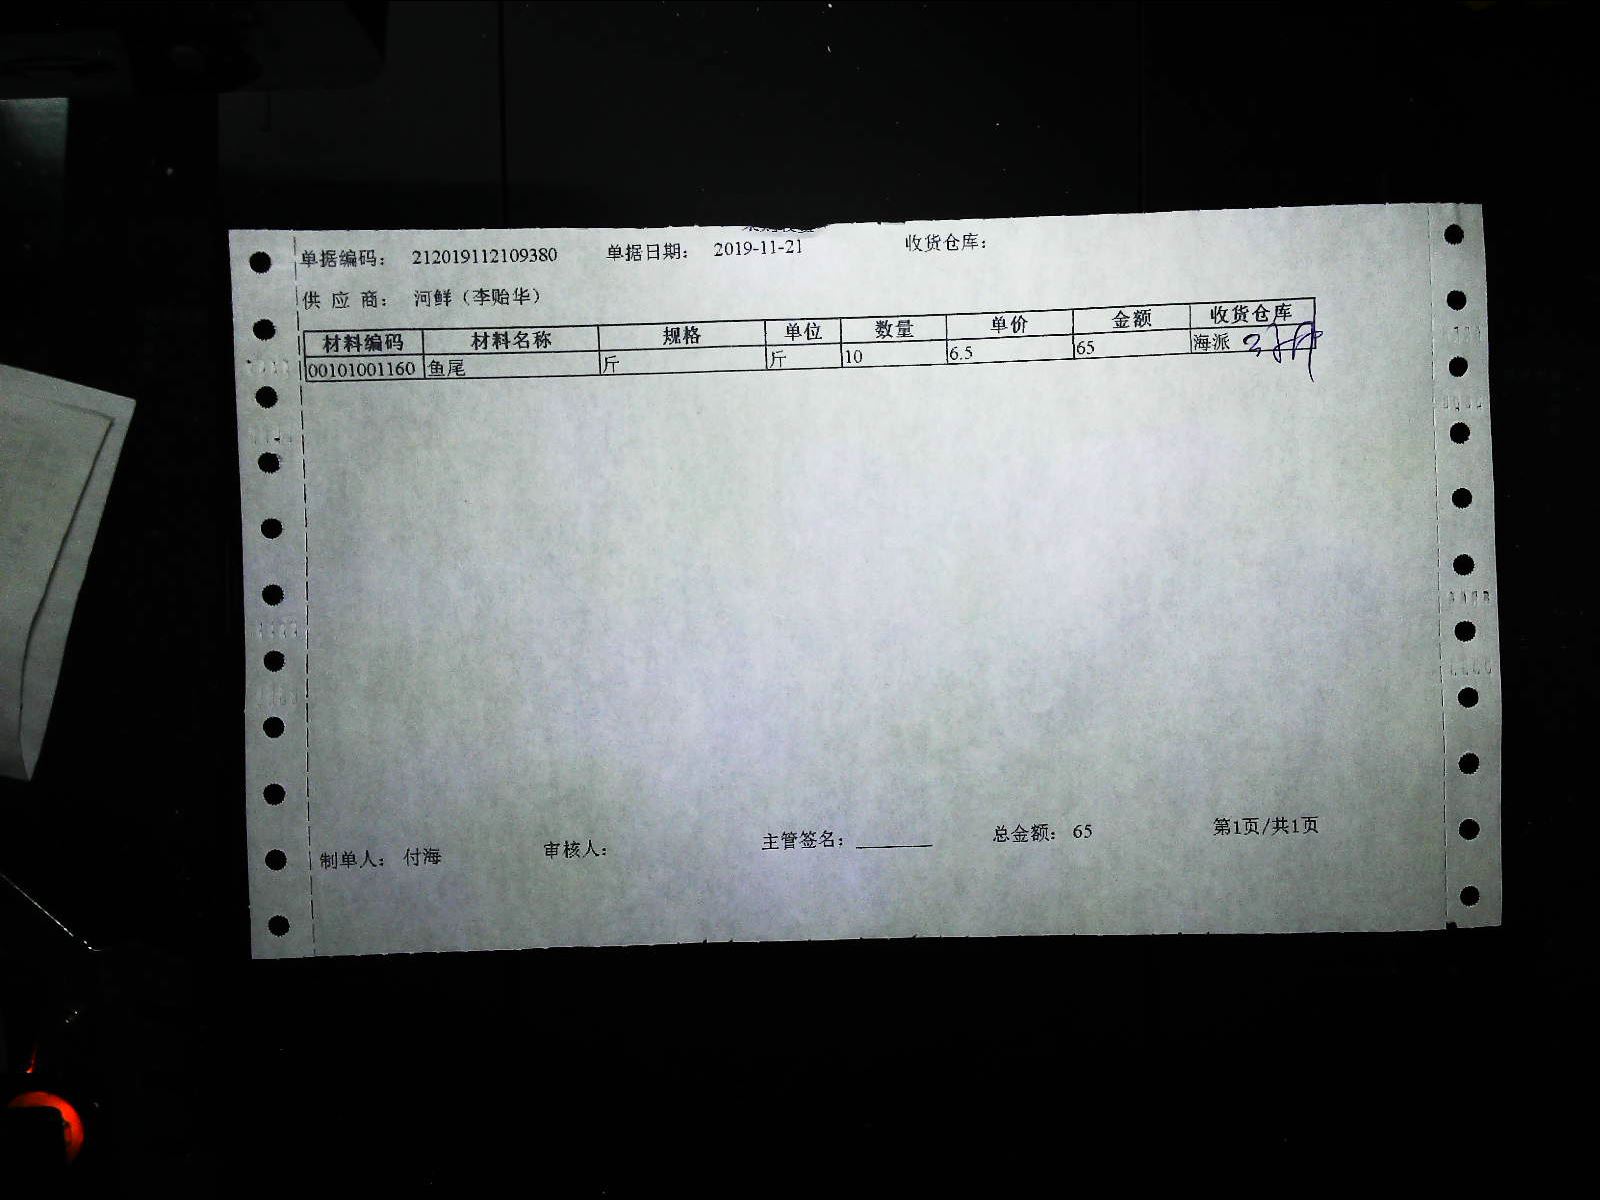 单据编码: 212019112109380 单据日期: 2019-11-21 收货仓库:
供 应 商: 河鲜（李贻华）
材料编码 材料名称 规格 单位 数量 单价 金额 收货仓库
00101001160 鱼尾 斤 斤 10 6.5 65 海派
制单人: 付海 审核人: 主管签名: 总金额: 65 第1页/共1页